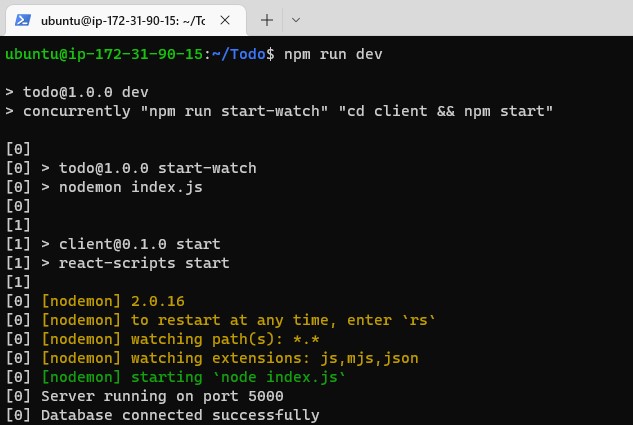 ubuntu@ip-172-31-90-15: ~/To
ubuntu@ip-172-31-90-15:~/Todo$ npm run dev
> todo@1.0.0 dev
> concurrently "npm run start-watch" "cd client && npm start"
[0]
[0] > todo@1.0.0 start-watch
[0] > nodemon index.js
[0]
[1]
[1] > client@0.1.0 start
[1] > react-scripts start
[1]
[0] [nodemon] 2.0.16
[0] [nodemon] to restart at any time, enter `rs`
[0] [nodemon] watching path(s): *.*
[0] [nodemon] watching extensions: js,mjs,json
[0] [nodemon] starting `node index.js`
[0] Server running on port 5000
[0] Database connected successfully